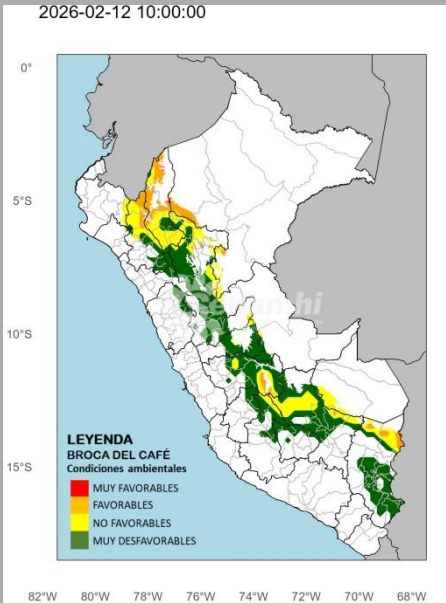 2026-02-12 10:00:00
0°
5°S
10°S
15°S
Senamhi
LEYENDA
BROCA DEL CAFÉ
Condiciones ambientales
MUY FAVORABLES
FAVORABLES
NO FAVORABLES
MUY DESFAVORABLES
82°W 80°W 78°W 76°W 74°W 72°W 70°W 68°W